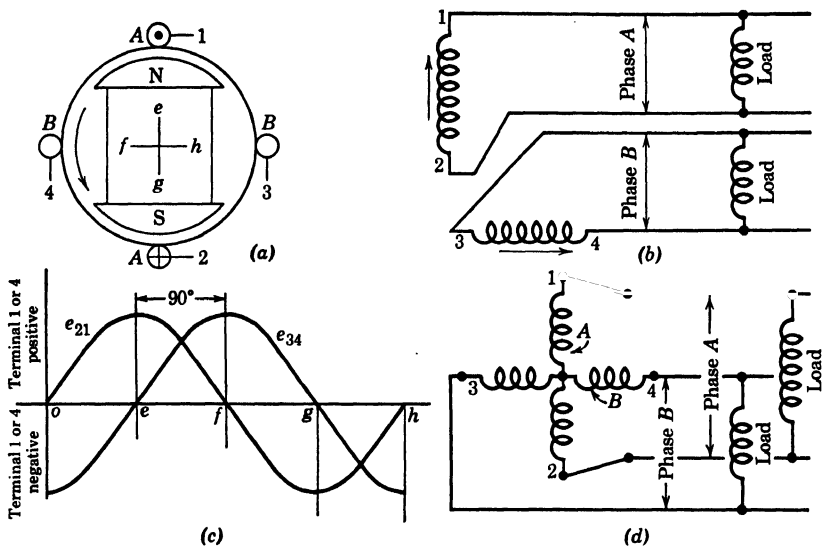 A
1
N
e
B
B
f
h
g
4
3
S
A
2
(a)
1
Phase A
Load
2
Phase B
Load
3
4
(b)
Terminal 1 or 4
positive
Terminal 1 or 4
negative
90°
e21
e34
o
e
f
g
h
(c)
1
A
3
B
4
2
Phase A
Phase B
Load
Load
(d)